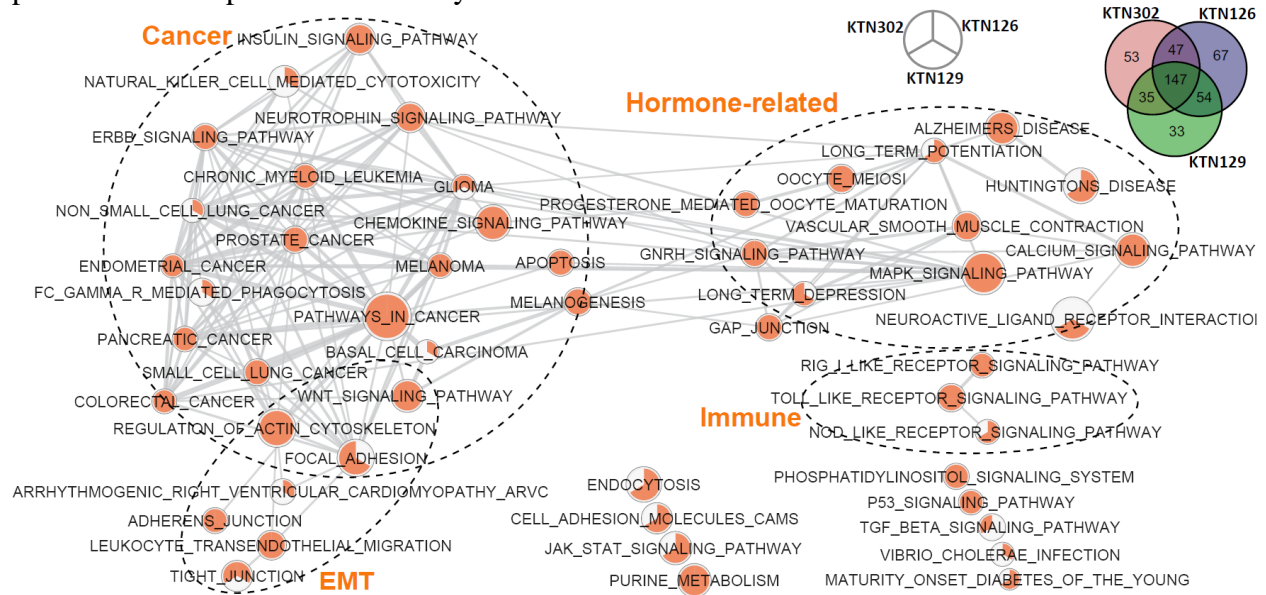 Cancer
INSULIN_SIGNALING_PATHWAY
NATURAL_KILLER_CELL_MEDIATED_CYTOTOXICITY
NEUROTROPHIN_SIGNALING_PATHWAY
ERBB_SIGNALING_PATHWAY
CHRONIC_MYELOID_LEUKEMIA
GLIOMA
NON_SMALL_CELL_LUNG_CANCER
CHEMOKINE_SIGNALING_PATHWAY
PROSTATE_CANCER
ENDOMETRIAL_CANCER
MELANOMA
APOPTOSIS
FC_GAMMA_R_MEDIATED_PHAGOCYTOSIS
MELANOGENESIS
PATHWAYS_IN_CANCER
PANCREATIC_CANCER
BASAL_CELL_CARCINOMA
SMALL_CELL_LUNG_CANCER
WNT_SIGNALING_PATHWAY
COLORECTAL_CANCER
REGULATION_OF_ACTIN_CYTOSKELETON
FOCAL_ADHESION
ARRHYTHMOGENIC_RIGHT_VENTRICULAR_CARDIOMYOPATHY_ARVC
ADHERENS_JUNCTION
LEUKOCYTE_TRANSENDOTHELIAL_MIGRATION
TIGHT_JUNCTION
EMT
KTN302
KTN126
KTN129
KTN302
KTN126
53
47
67
147
35
54
33
KTN129
Hormone-related
ALZHEIMERS_DISEASE
LONG_TERM_POTENTIATION
OOCYTE_MEIOSI
HUNTINGTONS_DISEASE
PROGESTERONE_MEDIATED_OOCYTE_MATURATION
VASCULAR_SMOOTH_MUSCLE_CONTRACTION
GNRH_SIGNALING_PATHWAY
CALCIUM_SIGNALING_PATHWAY
MAPK_SIGNALING_PATHWAY
LONG_TERM_DEPRESSION
NEUROACTIVE_LIGAND_RECEPTOR_INTERACTIO
GAP_JUNCTION
RIG_I_LIKE_RECEPTOR_SIGNALING_PATHWAY
TOLL_LIKE_RECEPTOR_SIGNALING_PATHWAY
Immune
NOD_LIKE_RECEPTOR_SIGNALING_PATHWAY
ENDOCYTOSIS
CELL_ADHESION_MOLECULES_CAMS
JAK_STAT_SIGNALING_PATHWAY
PURINE_METABOLISM
PHOSPHATIDYLINOSITOL_SIGNALING_SYSTEM
P53_SIGNALING_PATHWAY
TGF_BETA_SIGNALING_PATHWAY
VIBRIO_CHOLERAE_INFECTION
MATURITY_ONSET_DIABETES_OF_THE_YOUNG